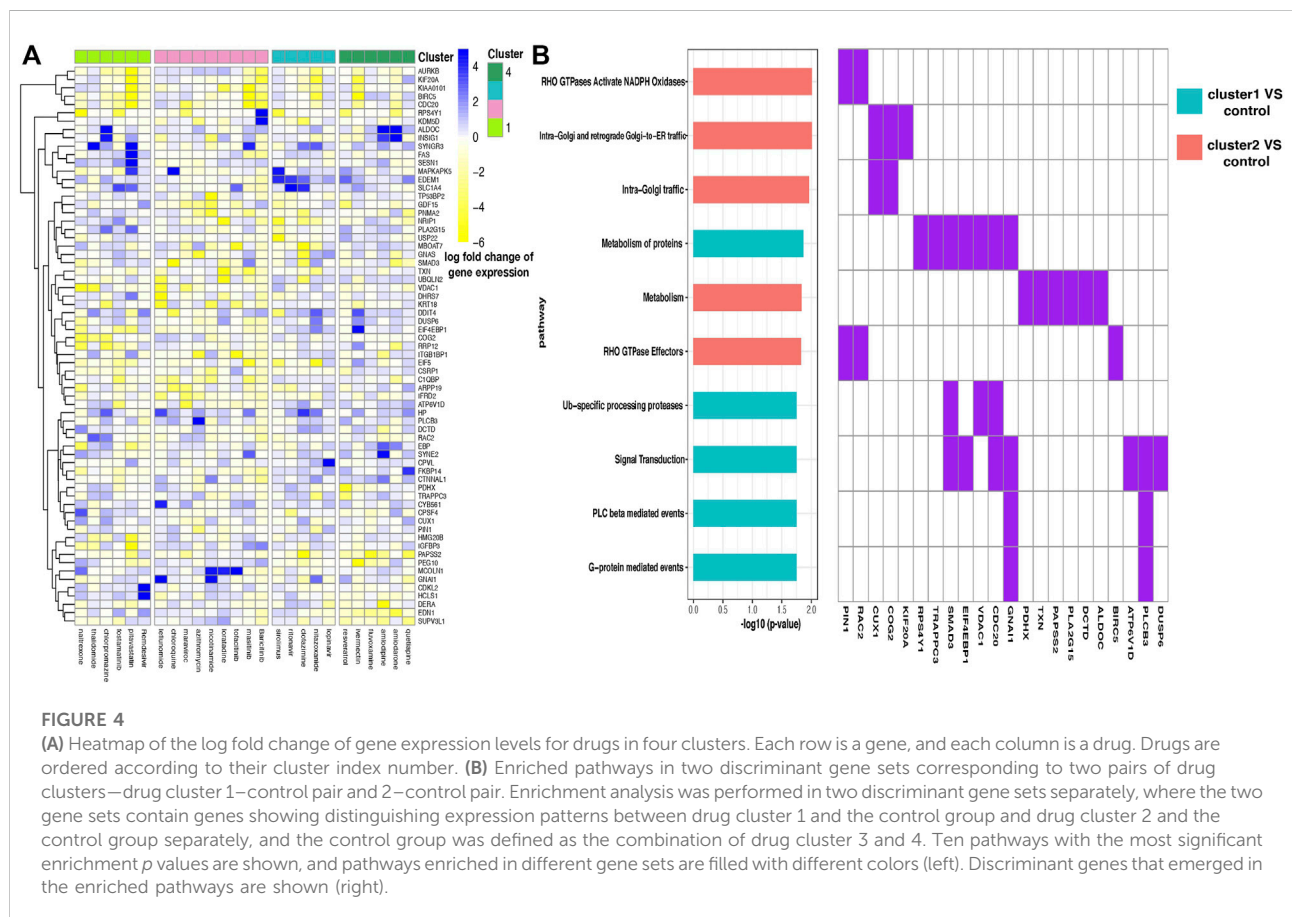 A
Cluster
4
2
0
−2
−4
−6
log fold change of
gene expression
Cluster
4
1
AURKB
KIF20A
KIAA0101
BIRC5
CDC20
RPS4Y1
KDM5D
ALDOC
INSIG1
SYNGR3
FAS
SESN1
MAPKAPK5
EDEM1
SLC1A4
TP53BP2
GDF15
PNMA2
NRIP1
PLA2G15
USP22
MBOAT7
GNAS
SMAD3
TXN
UBQLN2
VDAC1
DHRS7
KRT18
DDIT4
DUSP6
EIF4EBP1
COG2
RRP12
ITGB1BP1
EIF5
CSRP1
C1QBP
ARPP19
IFRD2
ATP6V1D
HP
PLCB3
DCTD
RAC2
EBP
SYNE2
CPVL
FKBP14
CTNNAL1
PDHX
TRAPPC3
CYB561
CPSF4
CUX1
PIN1
HMG20B
IGFBP3
PAPSS2
PEG10
MCOLN1
GNAI1
CDKL2
HCLS1
DERA
EDN1
SUPV3L1
naltrexone
thalidomide
chlorpromazine
fostamatinib
pitavastatin
Remdesivir
leflunomide
chloroquine
maraviroc
azithromycin
nicotinamide
loratadine
tofacitinib
masitinib
Baricitinib
sirolimus
ritonavir
clofazimine
nitazoxanide
lopinavir
resveratrol
ivermectin
fluvoxamine
amlodipine
amiodarone
quetiapine
B
pathway
RHO GTPases Activate NADPH Oxidases
Intra−Golgi and retrograde Golgi−to−ER traffic
Intra−Golgi traffic
Metabolism of proteins
Metabolism
RHO GTPase Effectors
Ub−specific processing proteases
Signal Transduction
PLC beta mediated events
G−protein mediated events
0.0
0.5
1.0
1.5
2.0
-log10 (p-value)
PIN1
RAC2
CUX1
COG2
KIF20A
RPS4Y1
TRAPPC3
SMAD3
EIF4EBP1
VDAC1
CDC20
GNAI1
PDHX
TXN
PAPSS2
PLA2G15
DCTD
ALDOC
BIRC5
ATP6V1D
PLCB3
DUSP6
cluster1 VS
control
cluster2 VS
control
FIGURE 4
(A) Heatmap of the log fold change of gene expression levels for drugs in four clusters. Each row is a gene, and each column is a drug. Drugs are
ordered according to their cluster index number. (B) Enriched pathways in two discriminant gene sets corresponding to two pairs of drug
clusters—drug cluster 1–control pair and 2–control pair. Enrichment analysis was performed in two discriminant gene sets separately, where the two
gene sets contain genes showing distinguishing expression patterns between drug cluster 1 and the control group and drug cluster 2 and the
control group separately, and the control group was defined as the combination of drug cluster 3 and 4. Ten pathways with the most significant
enrichment p values are shown, and pathways enriched in different gene sets are filled with different colors (left). Discriminant genes that emerged in
the enriched pathways are shown (right).